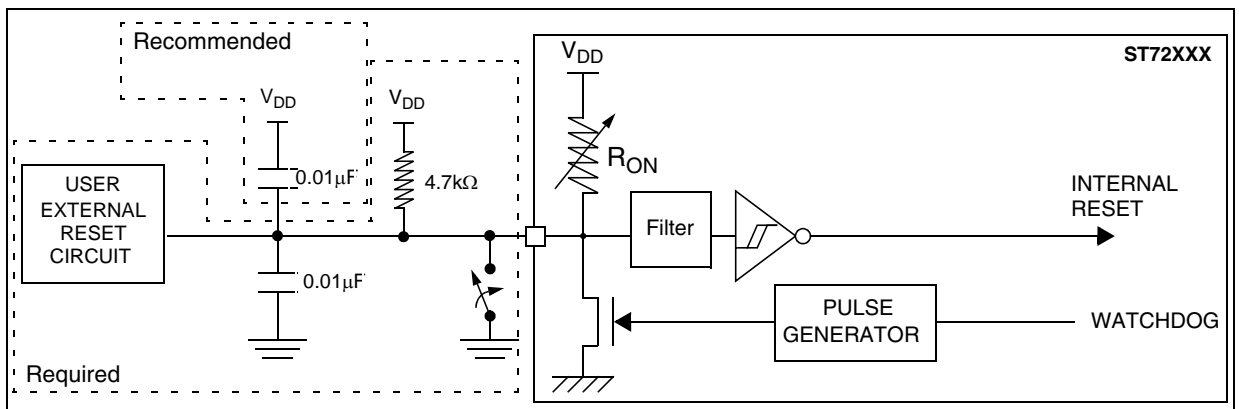 Recommended
ST72XXX
VDD
VDD
VDD
RON
0.01µF
4.7kΩ
USER
EXTERNAL
RESET
CIRCUIT
Filter
INTERNAL
RESET
0.01µF
PULSE
GENERATOR
WATCHDOG
Required